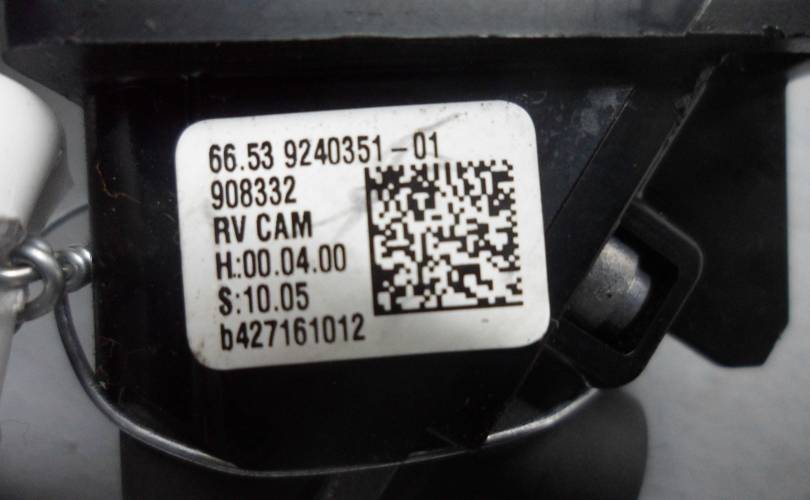 66.53 9240351-01
908332
RV CAM
H:00.04.00
S:10.05
b427161012